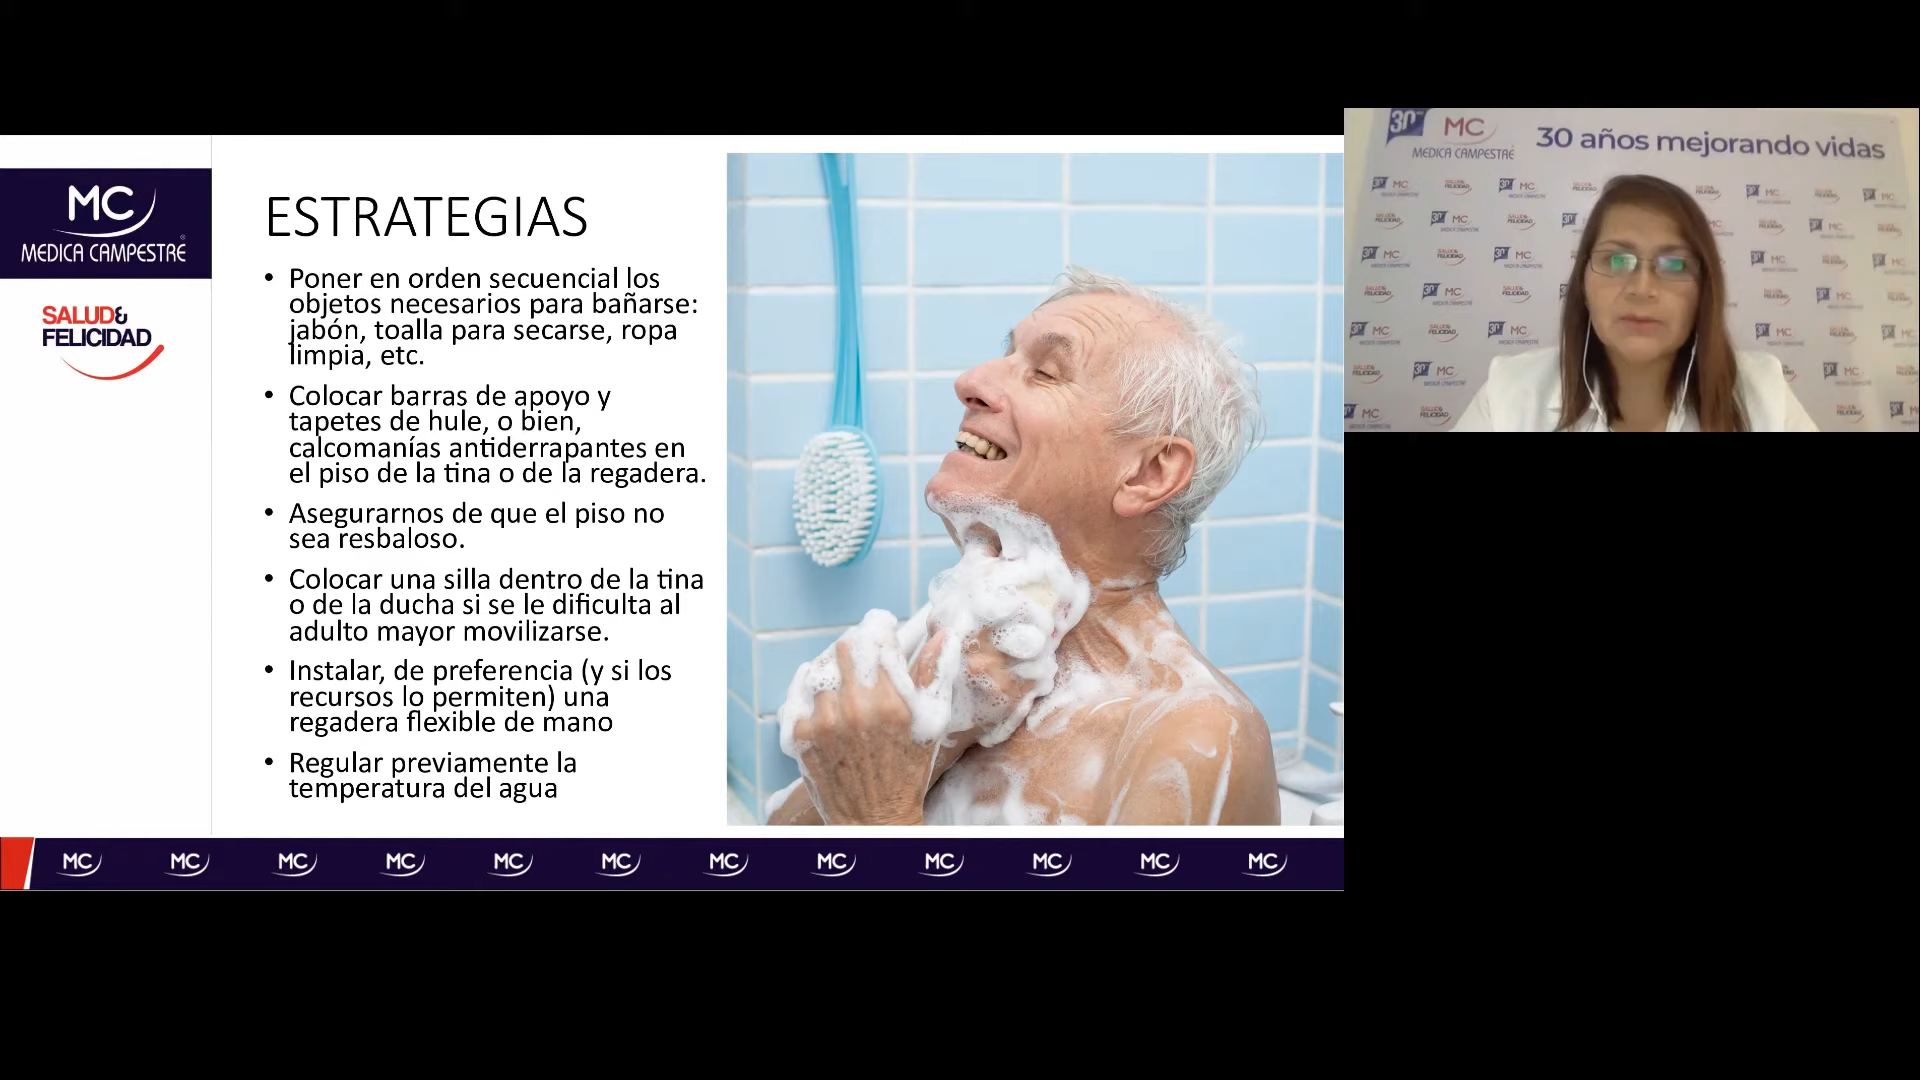 MC
MEDICA CAMPESTRE®
SALUD&
FELICIDAD
ESTRATEGIAS
• Poner en orden secuencial los
objetos necesarios para bañarse:
jabón, toalla para secarse, ropa
limpia, etc.
• Colocar barras de apoyo y
tapetes de hule, o bien,
calcomanías antiderrapantes en
el piso de la tina o de la regadera.
• Asegurarnos de que el piso no
sea resbaloso.
• Colocar una silla dentro de la tina
o de la ducha si se le dificulta al
adulto mayor movilizarse.
• Instalar, de preferencia (y si los
recursos lo permiten) una
regadera flexible de mano
• Regular previamente la
temperatura del agua
MC MC MC MC MC MC MC MC MC MC MC MC
30
MC
MEDICA CAMPESTRE
30 años mejorando vidas